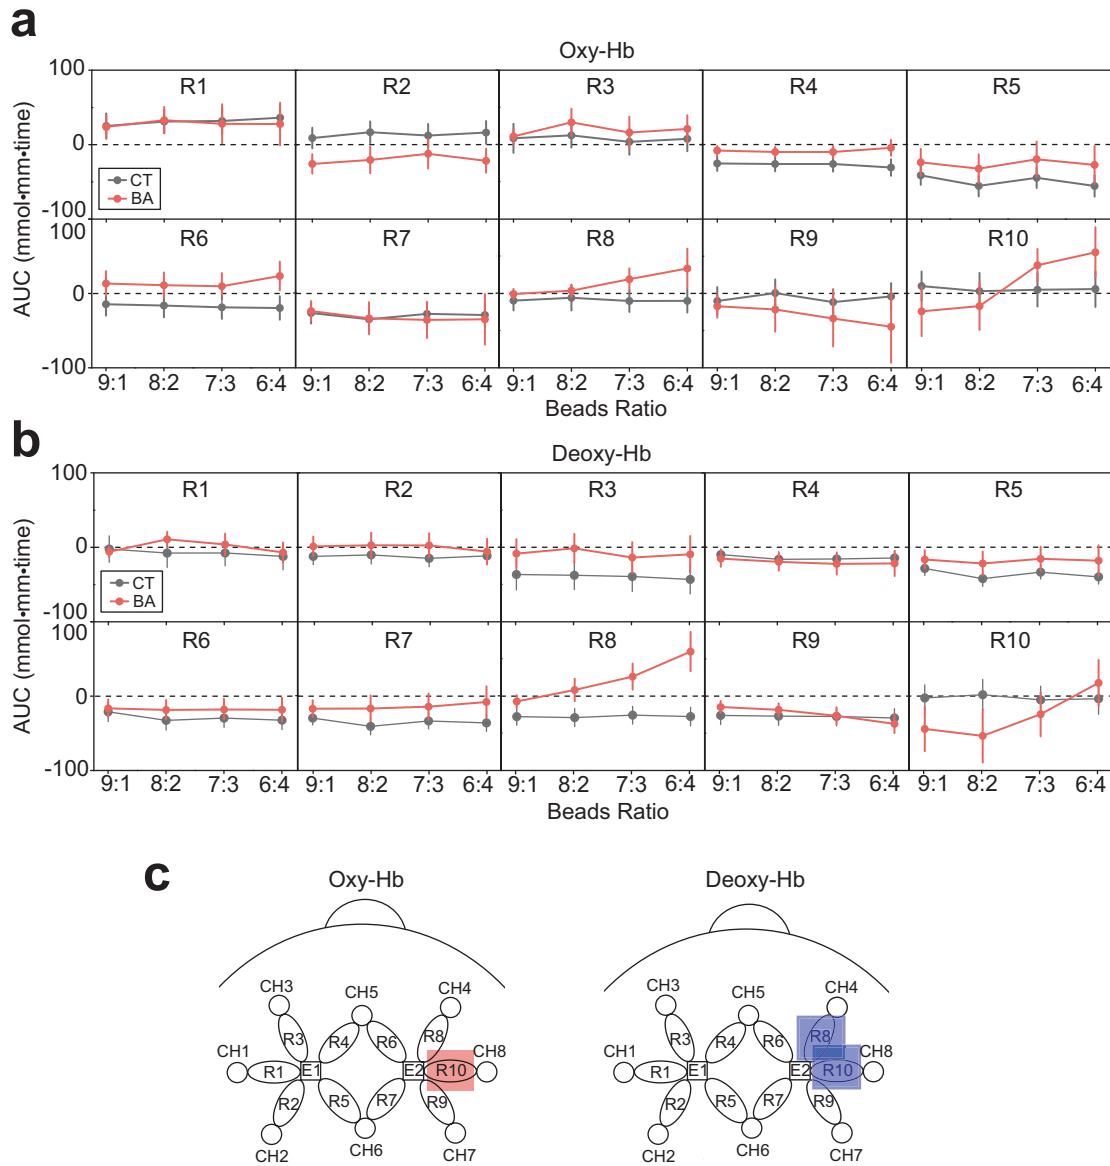 a
Oxy-Hb
AUC (mmol•mm•time)
100
0
-100
R1 R2 R3 R4 R5
CT
BA
100
0
-100
R6 R7 R8 R9 R10
9:1 8:2 7:3 6:4 9:1 8:2 7:3 6:4 9:1 8:2 7:3 6:4 9:1 8:2 7:3 6:4 9:1 8:2 7:3 6:4
Beads Ratio
b
Deoxy-Hb
AUC (mmol•mm•time)
100
0
-100
R1 R2 R3 R4 R5
CT
BA
100
0
-100
R6 R7 R8 R9 R10
9:1 8:2 7:3 6:4 9:1 8:2 7:3 6:4 9:1 8:2 7:3 6:4 9:1 8:2 7:3 6:4 9:1 8:2 7:3 6:4
Beads Ratio
c
Oxy-Hb
CH3 CH5 CH4
R3 R4 R6 R8
CH1 R1 E1 E2 R10 CH8
R2 R5 R7 R9
CH2 CH6 CH7
Deoxy-Hb
CH3 CH5 CH4
R3 R4 R6 R8
CH1 R1 E1 E2 R10 CH8
R2 R5 R7 R9
CH2 CH6 CH7